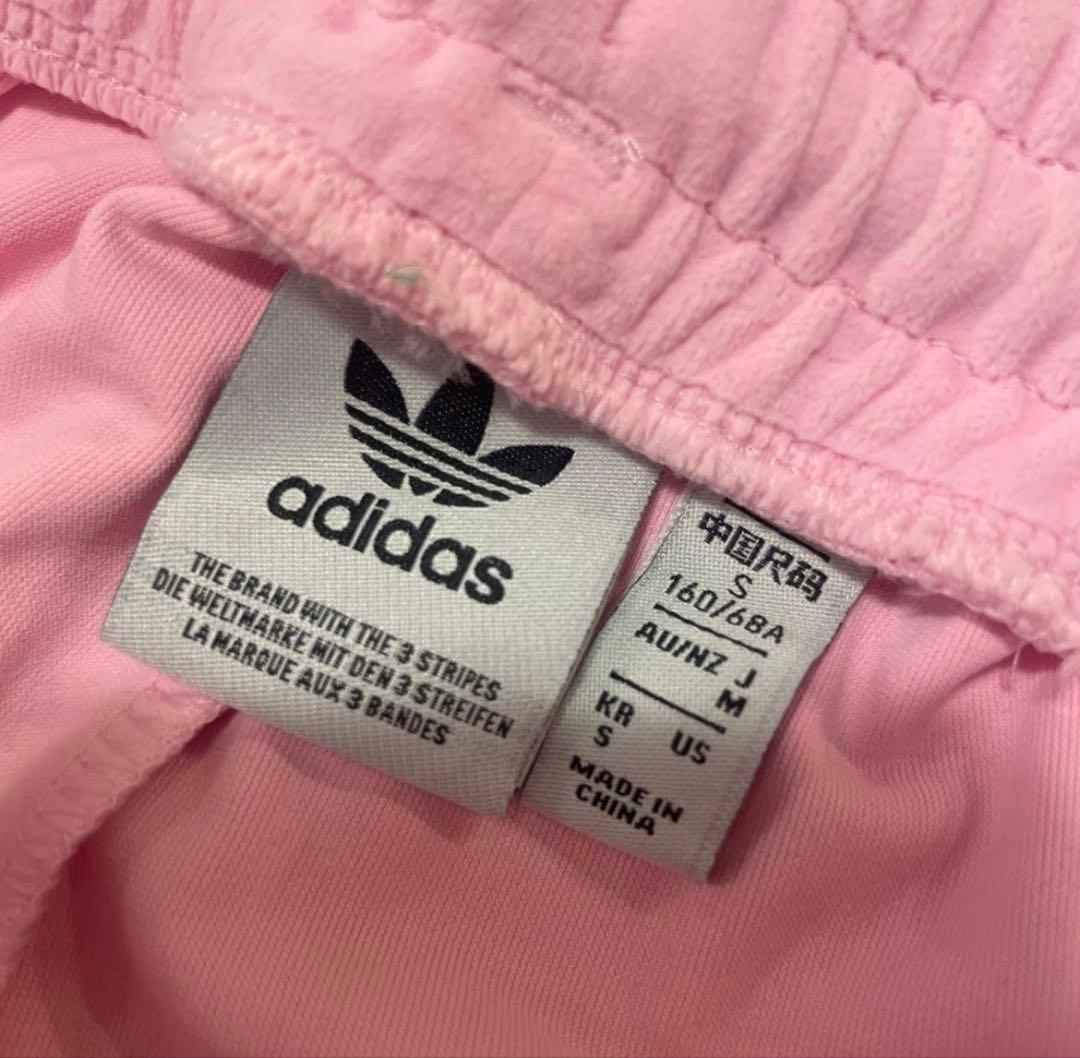 adidas
THE BRAND WITH THE 3 STRIPES
DIE WELTMARKE MIT DEN 3 STREIFEN
LA MARQUE AUX 3 BANDES
中国尺码
S
160/68A
AU/NZ J
M
KR US
S
MADE IN
CHINA